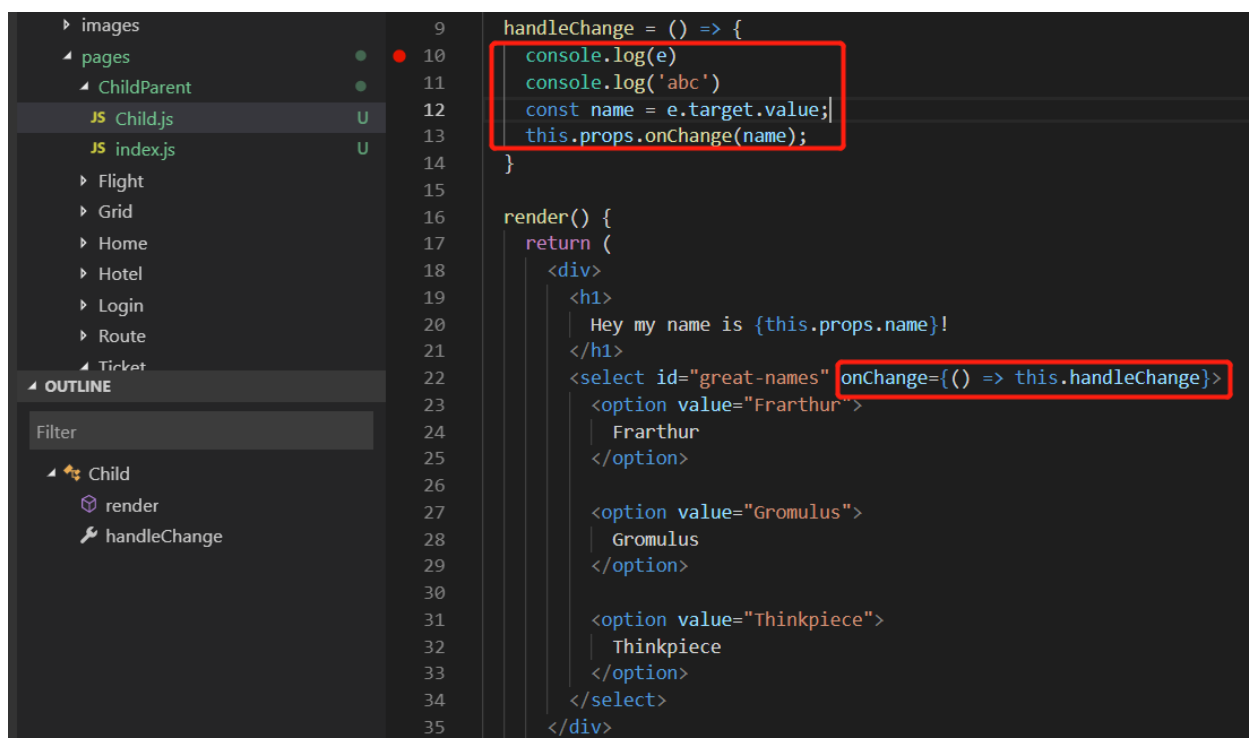 images
pages
ChildParent
JS Child.js U
JS index.js U
Flight
Grid
Home
Hotel
Login
Route
Ticket
OUTLINE
Filter
Child
render
handleChange
9 handleChange = () => {
10 console.log(e)
11 console.log('abc')
12 const name = e.target.value;
13 this.props.onChange(name);
14 }
15
16 render() {
17 return (
18 <div>
19 <h1>
20 Hey my name is {this.props.name}!
21 </h1>
22 <select id="great-names" onChange={() => this.handleChange}>
23 <option value="Frarthur">
24 Frarthur
25 </option>
26
27 <option value="Gromulus">
28 Gromulus
29 </option>
30
31 <option value="Thinkpiece">
32 Thinkpiece
33 </option>
34 </select>
35 </div>